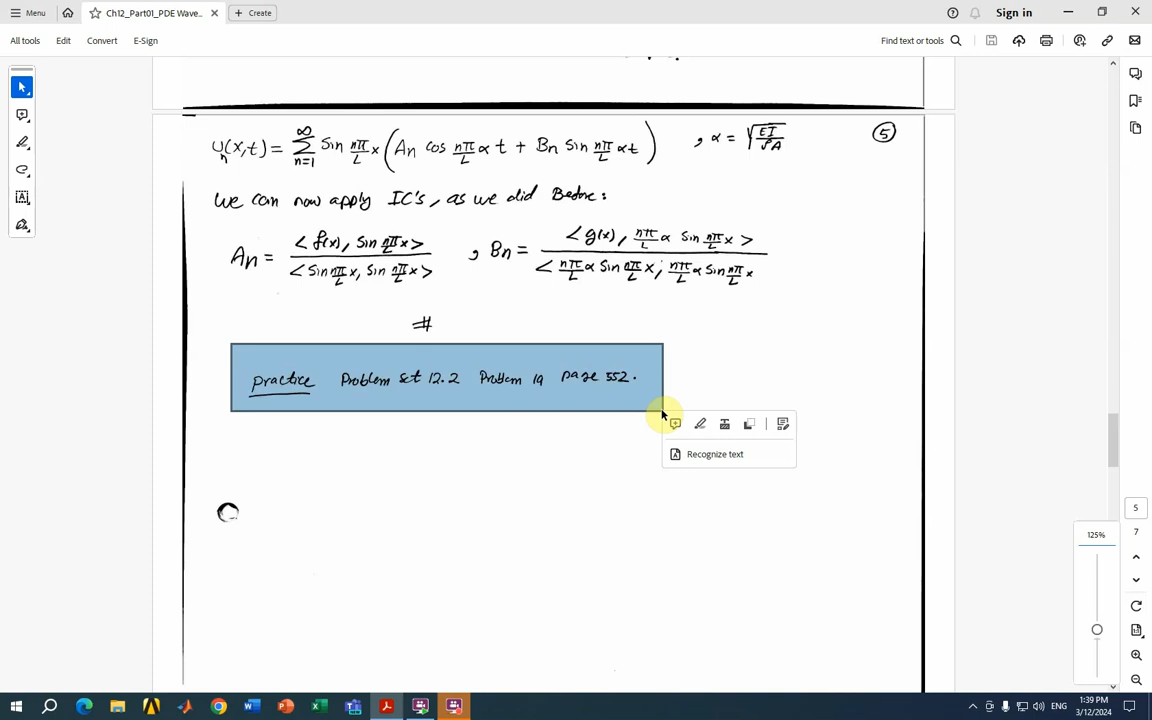 Menu
Ch12_Part01_PDE Wave...
Create
Sign in
All tools Edit Convert E-Sign
Find text or tools
u_n(x,t) = ∑_{n=1}^{∞} Sin nπ/L x (An cos nπ/L α t + Bn Sin nπ/L αt) , α = √(EI/ρA)
5
We can now apply IC's, as we did Before:
An = <f(x), Sin nπ/L x> / <Sin nπ/L x, Sin nπ/L x> , Bn = <g(x), nπ/L α Sin nπ/L x> / <nπ/L α Sin nπ/L x, nπ/L α Sin nπ/L x
#
practice Problem set 12.2 Problem 19 page 552.
Recognize text
5
7
125%
ENG
1:39 PM
3/12/2024